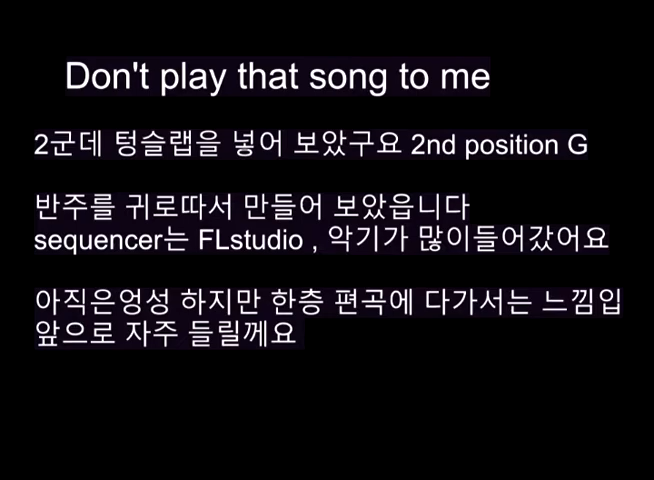 Don't play that song to me
2군데 텅슬랩을 넣어 보았구요 2nd position G
반주를 귀로따서 만들어 보았읍니다
sequencer는 FLstudio , 악기가 많이들어갔어요
아직은엉성 하지만 한층 편곡에 다가서는 느낌입
앞으로 자주 들릴께요